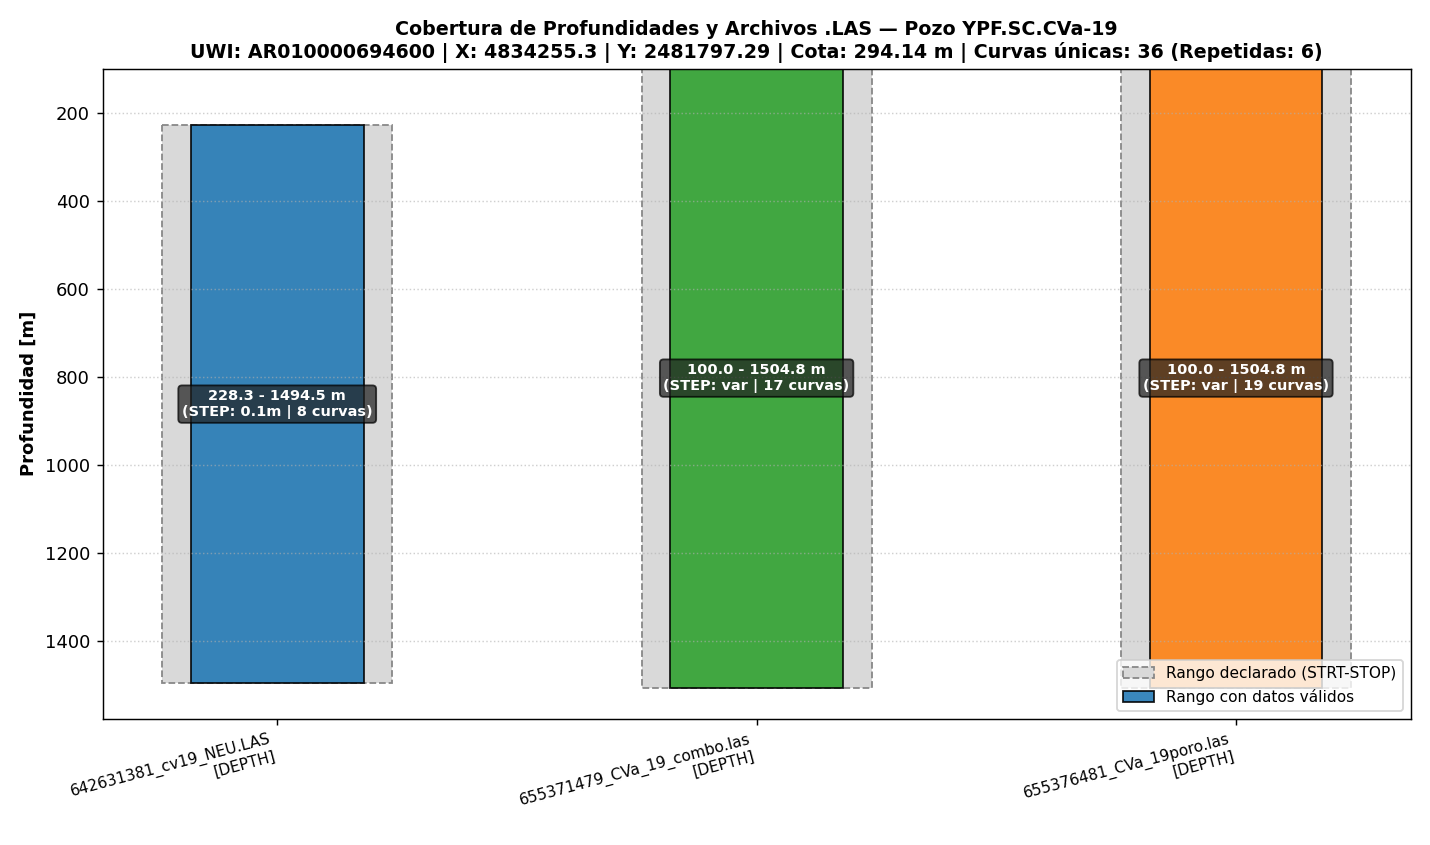 Cobertura de Profundidades y Archivos .LAS — Pozo YPF.SC.CVa-19
UWI: AR010000694600 | X: 4834255.3 | Y: 2481797.29 | Cota: 294.14 m | Curvas únicas: 36 (Repetidas: 6)
Profundidad [m]
200
400
600
800
1000
1200
1400
228.3 - 1494.5 m
(STEP: 0.1m | 8 curvas)
100.0 - 1504.8 m
(STEP: var | 17 curvas)
100.0 - 1504.8 m
(STEP: var | 19 curvas)
Rango declarado (STRT-STOP)
Rango con datos válidos
642631381_cv19_NEU.LAS
[DEPTH]
655371479_CVa_19_combo.las
[DEPTH]
655376481_CVa_19poro.las
[DEPTH]